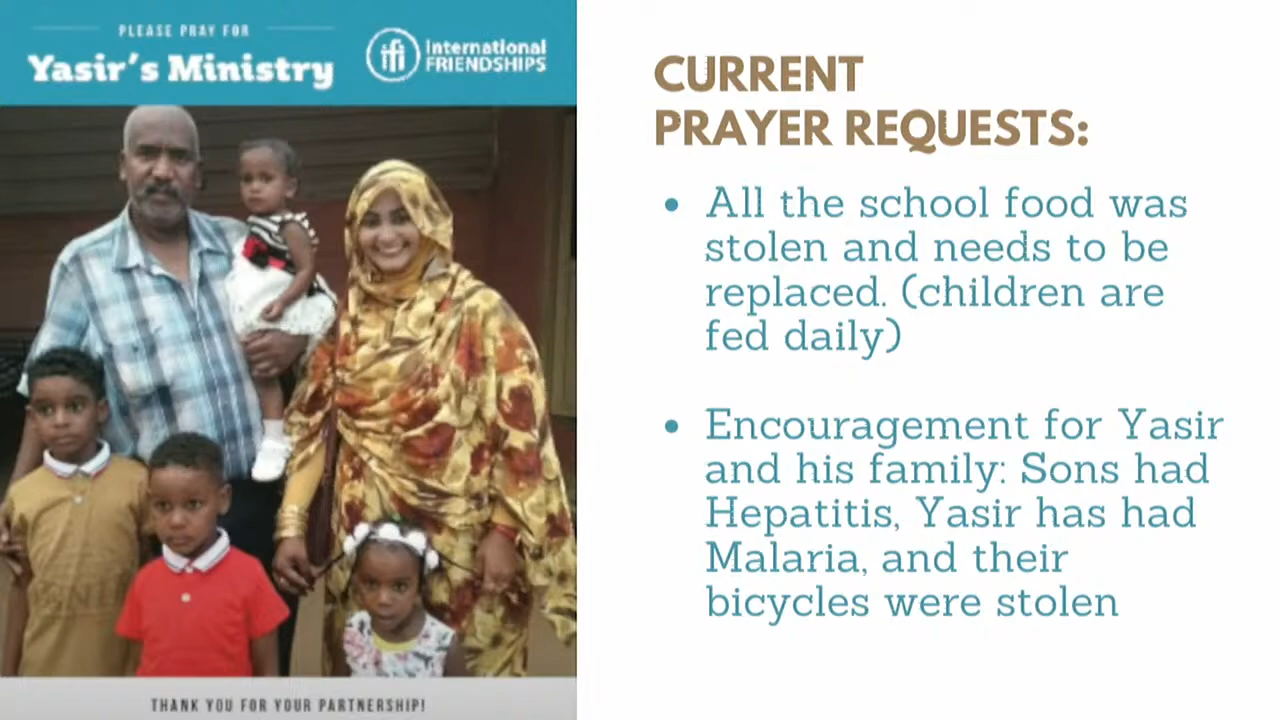 PLEASE PRAY FOR
Yasir's Ministry
ifi International
FRIENDSHIPS
THANK YOU FOR YOUR PARTNERSHIP!
CURRENT
PRAYER REQUESTS:
• All the school food was
stolen and needs to be
replaced. (children are
fed daily)
• Encouragement for Yasir
and his family: Sons had
Hepatitis, Yasir has had
Malaria, and their
bicycles were stolen